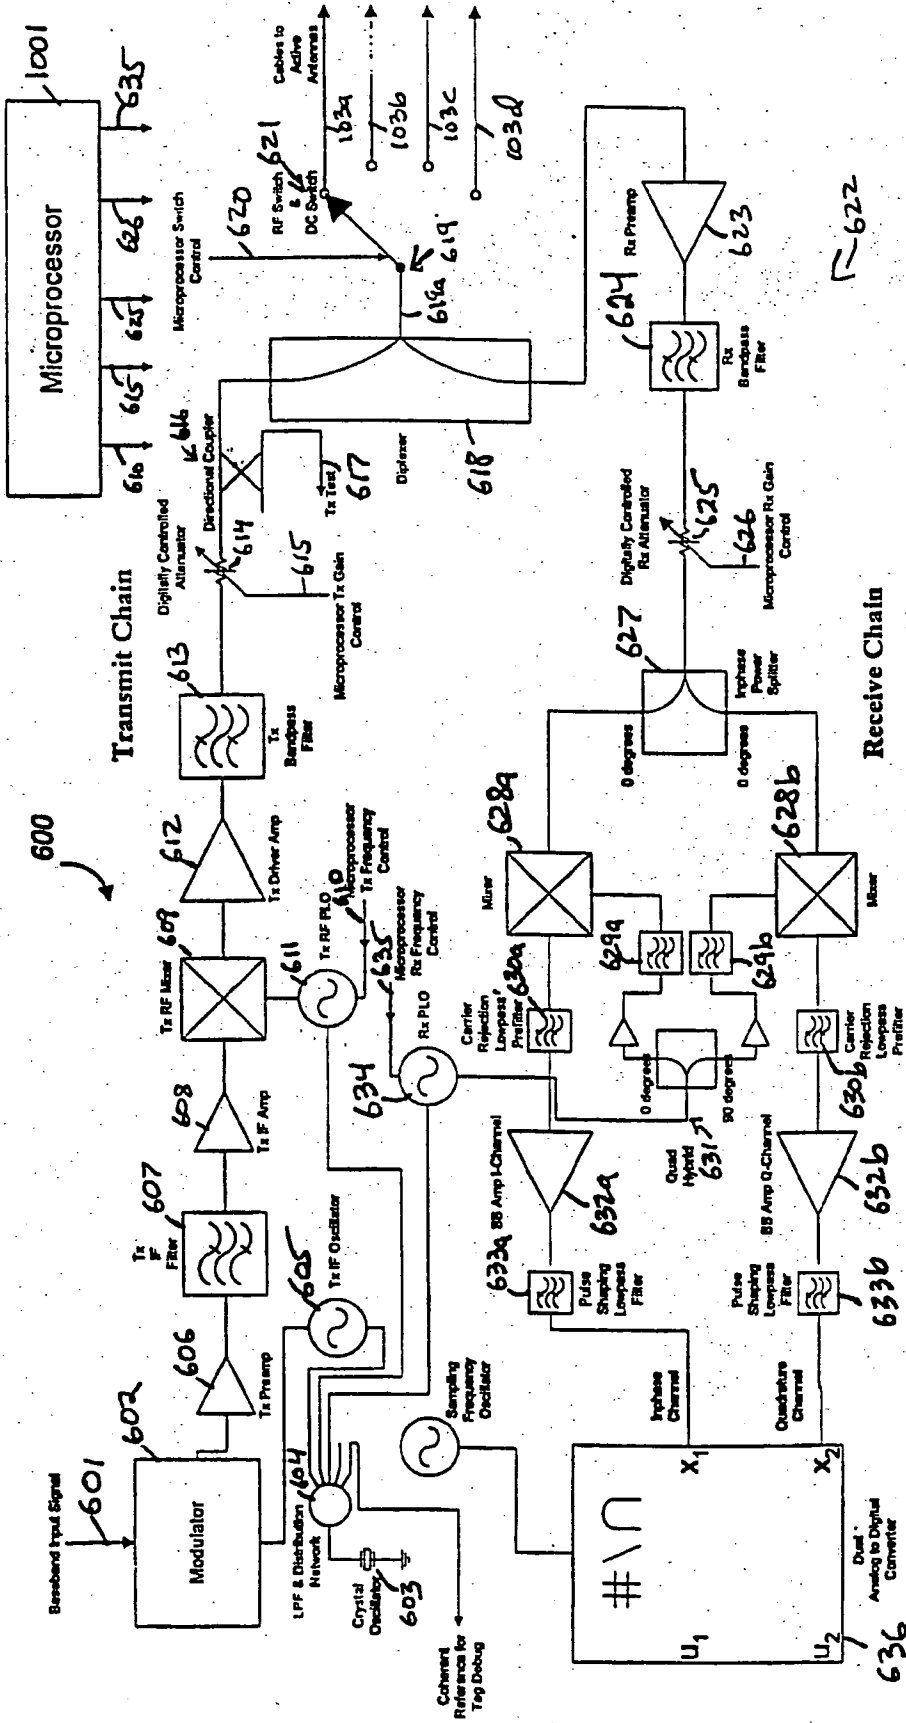 1001
Microprocessor
610
615
625
626
635
600
Transmit Chain
Baseband Input Signal
601
602
Modulator
606
Tx Preamp
607
Tx
IF
Filter
608
Tx IF Amp
609
Tx RF Mixer
612
Tx Driver Amp
613
Tx
Bandpass
Filter
Digitally Controlled
Attenuator
614
615
Microprocessor Tx Gain
Control
Directional Coupler
616
Tx Test
617
Diplexer
618
Microprocessor Switch
Control
620
619
619a
RF Switch
&
DC Switch
621
Cables to
Active
Antennas
103a
103b
103c
103d
LPF & Distribution
Network
604
Crystal
Oscillator
603
Coherent
Reference for
Tag Debug
605
Tx IF Oscillator
611
Tx RF PLO
610
Microprocessor
Tx Frequency
Control
635
Microprocessor
Rx Frequency
Control
634
Rx PLO
Sampling
Frequency
Oscillator
Rx Preamp
623
622
624
Rx
Bandpass
Filter
Digitally Controlled
Rx Attenuator
625
626
Microprocessor Rx Gain
Control
627
Inphase
Power
Splitter
0 degrees
0 degrees
Receive Chain
628a
Mixer
628b
Mixer
629a
629b
630a
Carrier
Rejection
Lowpass
Prefilter
630b
Carrier
Rejection
Lowpass
Prefilter
0 degrees
90 degrees
Quad
Hybrid
631
BB Amp I-Channel
632a
BB Amp Q-Channel
632b
633a
Pulse
Shaping
Lowpass
Filter
Pulse
Shaping
Lowpass
Filter
633b
Inphase
Channel
Quadrature
Channel
#\∩
U1
X1
U2
X2
Dual
Analog to Digital
Converter
636